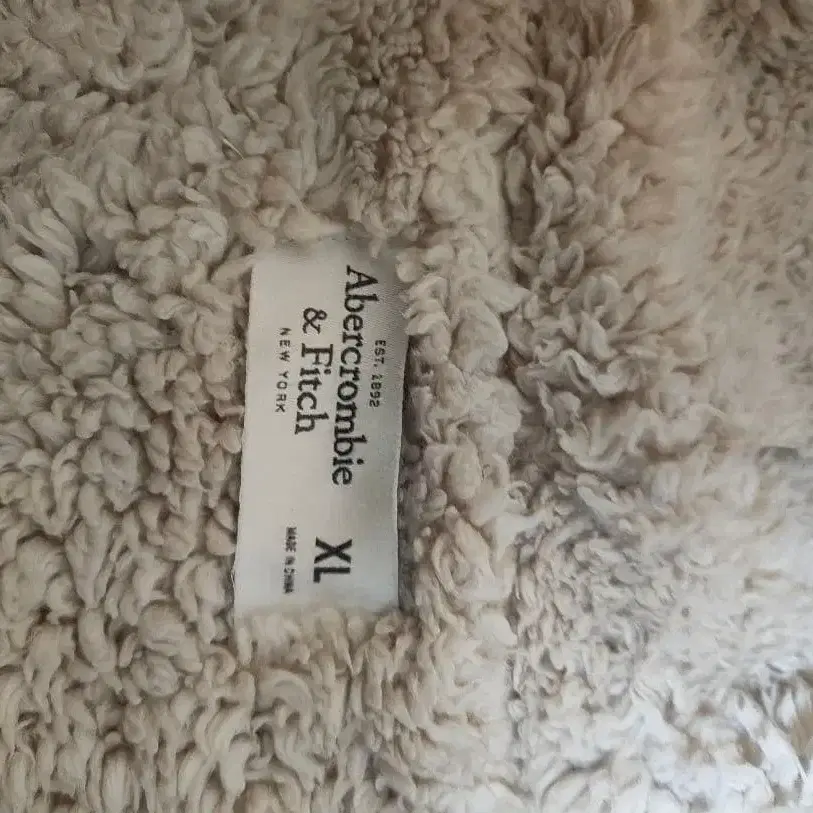 EST. 1892
Abercrombie
& Fitch
NEW YORK
XL
MADE IN CHINA